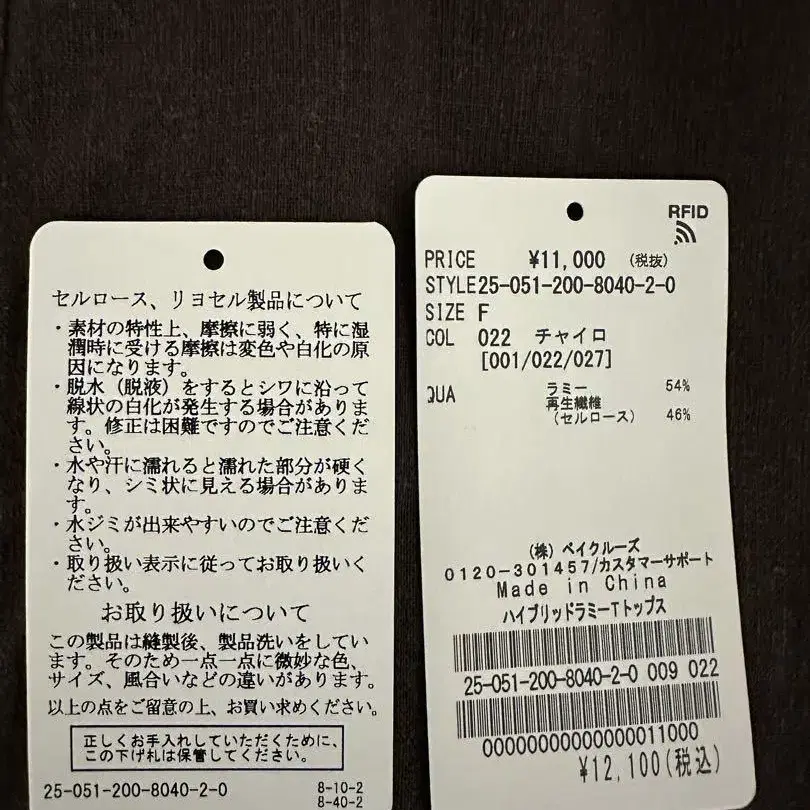 セルロース、リヨセル製品について
・素材の特性上、摩擦に弱く、特に湿
潤時に受ける摩擦は変色や白化の原
因になります。
・脱水（脱液）をするとシワに沿って
線状の白化が発生する場合がありま
す。修正は困難ですのでご注意くだ
さい。
・水や汗に濡れると濡れた部分が硬く
なり、シミ状に見える場合がありま
す。
・水ジミが出来やすいのでご注意くだ
さい。
・取り扱い表示に従ってお取り扱いく
ださい。
お取り扱いについて
この製品は縫製後、製品洗いをしてい
ます。そのため一点一点に微妙な色、
サイズ、風合いなどの違いがあります。
以上の点をご留意の上、お買い求めください。
正しくお手入れしていただくために、
この下げ札は保管してください。
25-051-200-8040-2-0
8-10-2
8-40-2
RFID
PRICE ¥11,000 (税抜)
STYLE25-051-200-8040-2-0
SIZE F
COL 022 チャイロ
[001/022/027]
QUA ラミー 54%
再生繊維
(セルロース) 46%
(株) ベイクルーズ
0120-301457/カスタマーサポート
Made in China
ハイブリッドラミーTトップス
25-051-200-8040-2-0 009 022
00000000000000011000
¥12,100(税込)